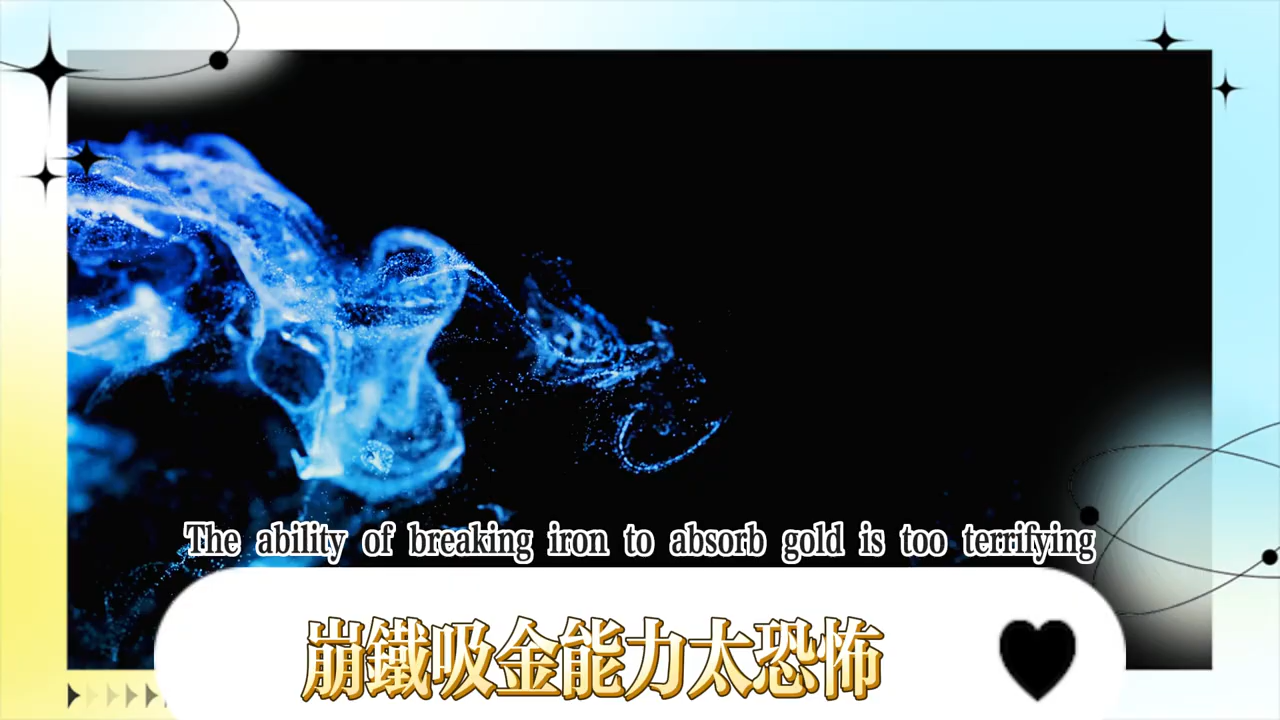 The ability of breaking iron to absorb gold is too terrifying
崩鐵吸金能力太恐怖